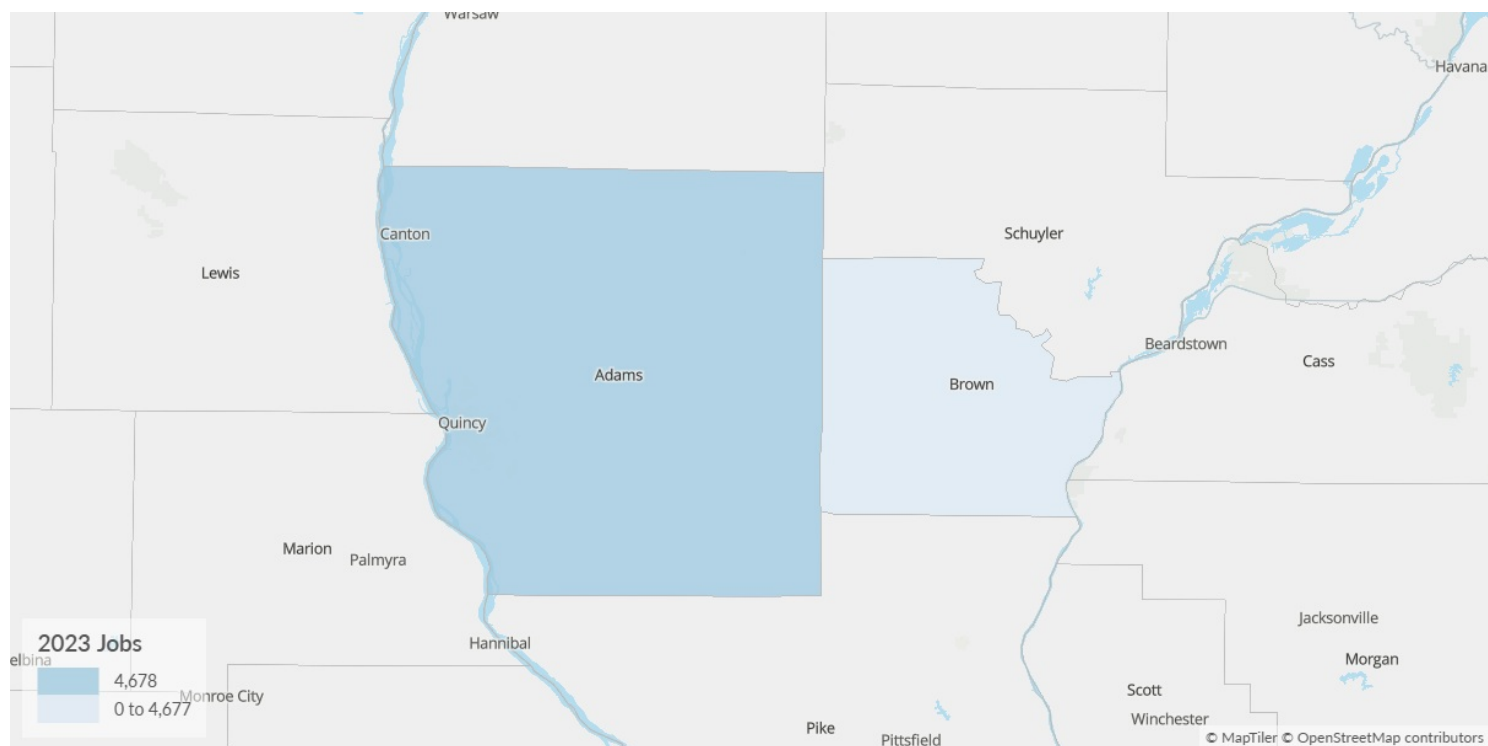 Warsaw
Havana
Canton
Schuyler
Lewis
Beardstown
Cass
Adams
Brown
Quincy
Marion
Palmyra
Hannibal
Jacksonville
Morgan
2023 Jobs
4,678
0 to 4,677
elbina
Monroe City
Scott
Winchester
Pike
Pittsfield
© MapTiler © OpenStreetMap contributors